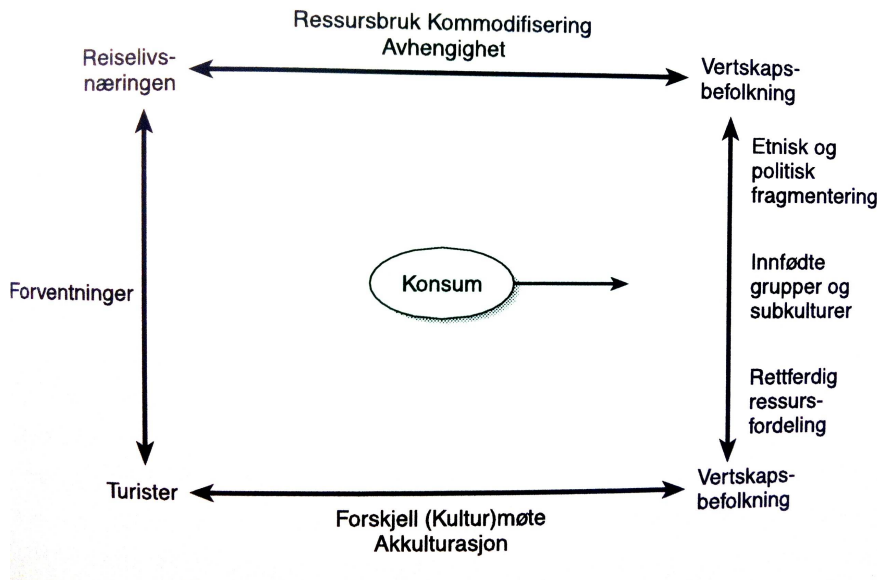 Ressursbruk Kommodifisering
Avhengighet
Reiselivs-
næringen
Vertskaps-
befolkning
Etnisk og
politisk
fragmentering
Forventninger
Konsum
Innfødte
grupper og
subkulturer
Rettferdig
ressurs-
fordeling
Turister
Vertskaps-
befolkning
Forskjell (Kultur)møte
Akkulturasjon